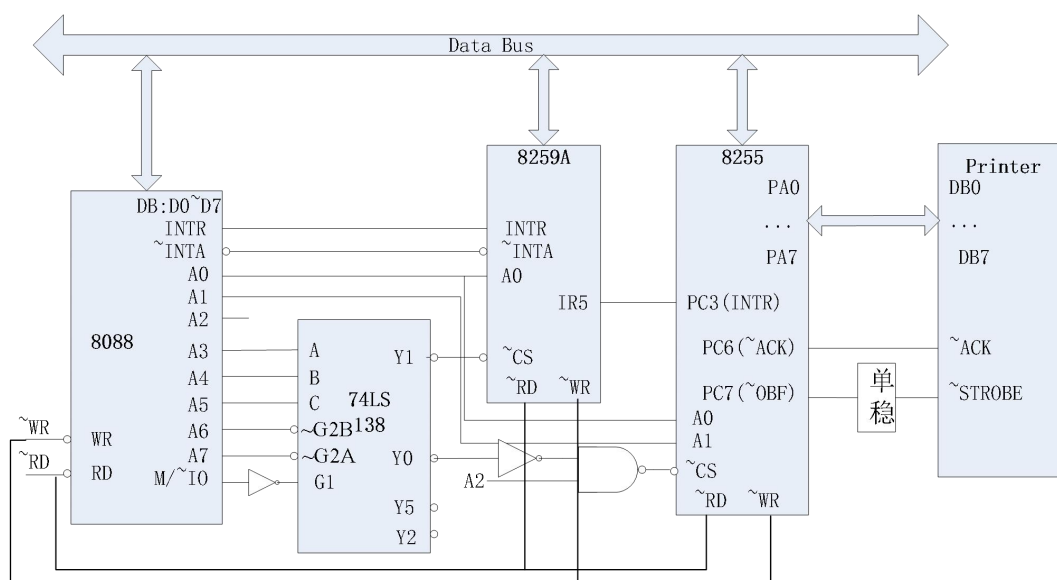 Data Bus
8088
DB:D0~D7
INTR
~INTA
A0
A1
A2
A3
A4
A5
A6
A7
M/~IO
~WR
WR
~RD
RD
A
B
C
74LS
138
~G2B
~G2A
G1
Y1
Y0
Y5
Y2
8259A
INTR
~INTA
A0
IR5
~CS
~RD
~WR
A2
8255
PA0
...
PA7
PC3(INTR)
PC6(~ACK)
PC7(~OBF)
A0
A1
~CS
~RD
~WR
单
稳
Printer
DB0
...
DB7
~ACK
~STROBE